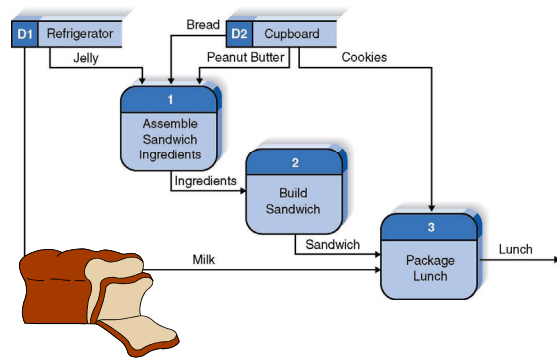 Bread
D1 Refrigerator
D2 Cupboard
Jelly
Peanut Butter
Cookies
1
Assemble
Sandwich
Ingredients
2
Build
Sandwich
Ingredients
3
Package
Lunch
Sandwich
Lunch
Milk